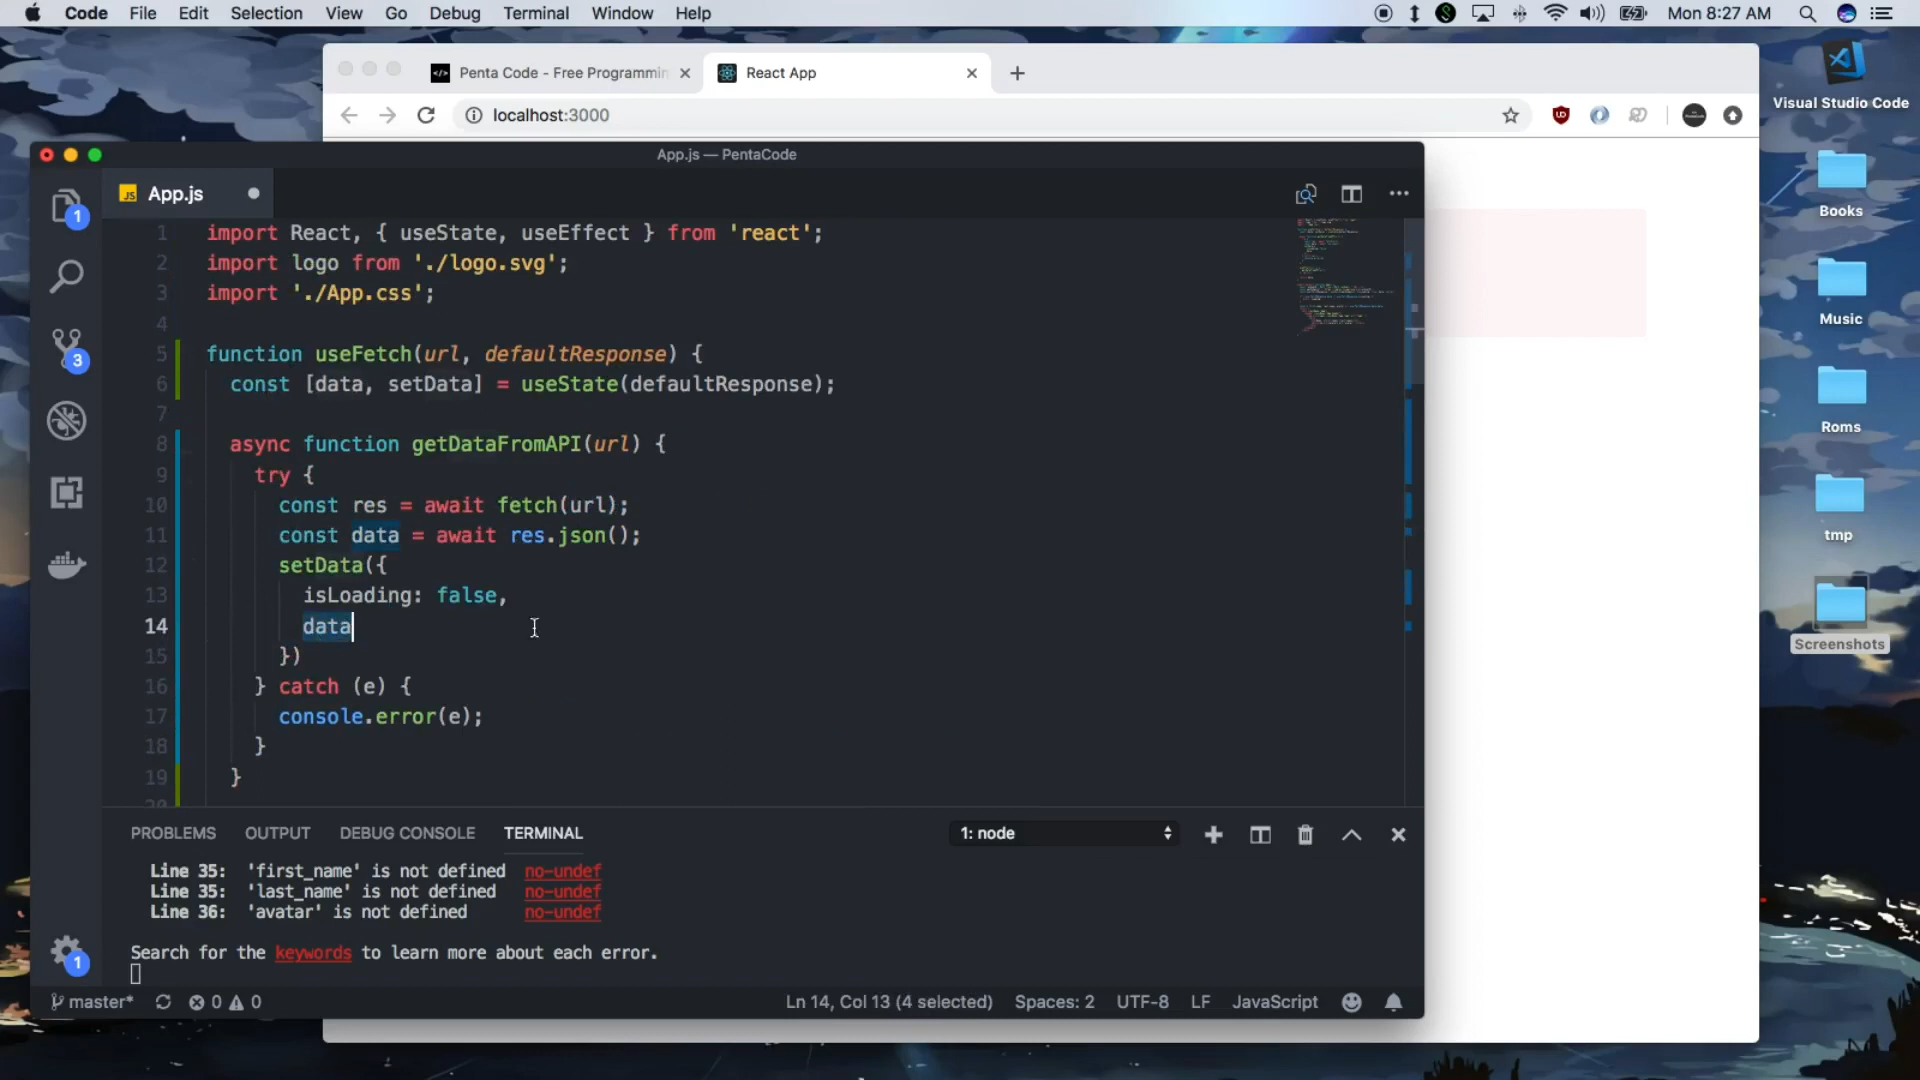 Code File Edit Selection View Go Debug Terminal Window Help Mon 8:27 AM
Penta Code - Free Programmin React App
localhost:3000
App.js — PentaCode
App.js
1 import React, { useState, useEffect } from 'react';
2 import logo from './logo.svg';
3 import './App.css';
4
5 function useFetch(url, defaultResponse) {
6 const [data, setData] = useState(defaultResponse);
7
8 async function getDataFromAPI(url) {
9 try {
10 const res = await fetch(url);
11 const data = await res.json();
12 setData({
13 isLoading: false,
14 data
15 })
16 } catch (e) {
17 console.error(e);
18 }
19 }
20
1
3
1
PROBLEMS OUTPUT DEBUG CONSOLE TERMINAL 1: node
Line 35: 'first_name' is not defined no-undef
Line 35: 'last_name' is not defined no-undef
Line 36: 'avatar' is not defined no-undef
Search for the keywords to learn more about each error.
master* 0 0 Ln 14, Col 13 (4 selected) Spaces: 2 UTF-8 LF JavaScript
Visual Studio Code
Books
Music
Roms
tmp
Screenshots